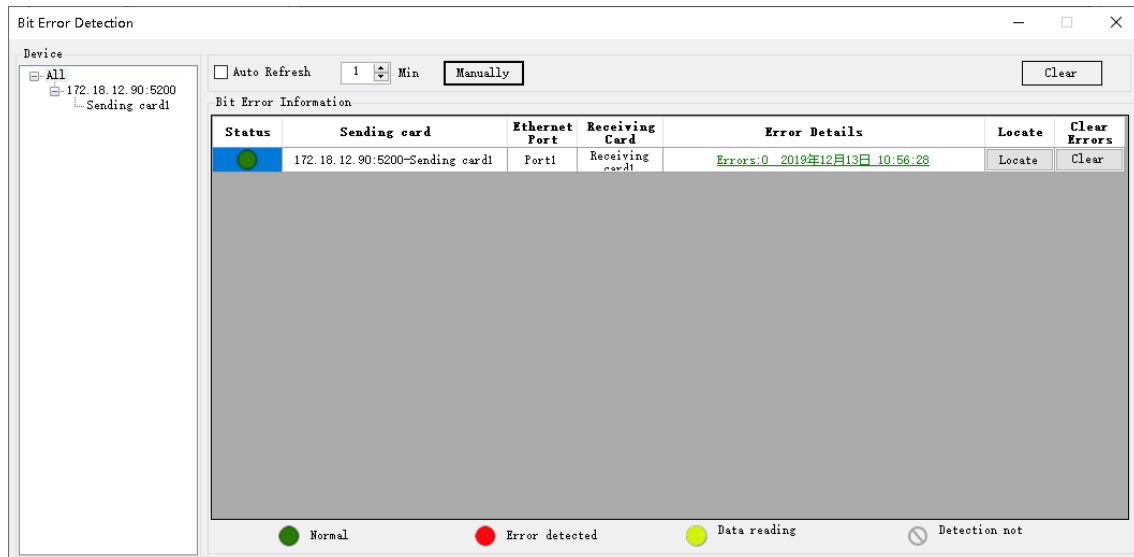 Bit Error Detection
Device
All
172.18.12.90:5200
Sending card1
Auto Refresh 1 Min Manually Clear
Bit Error Information
Status Sending card Ethernet Port Receiving Card Error Details Locate Clear Errors
172.18.12.90:5200-Sending card1 Port1 Receiving card1 Errors:0 2019年12月13日 10:56:28 Locate Clear
Normal Error detected Data reading Detection not